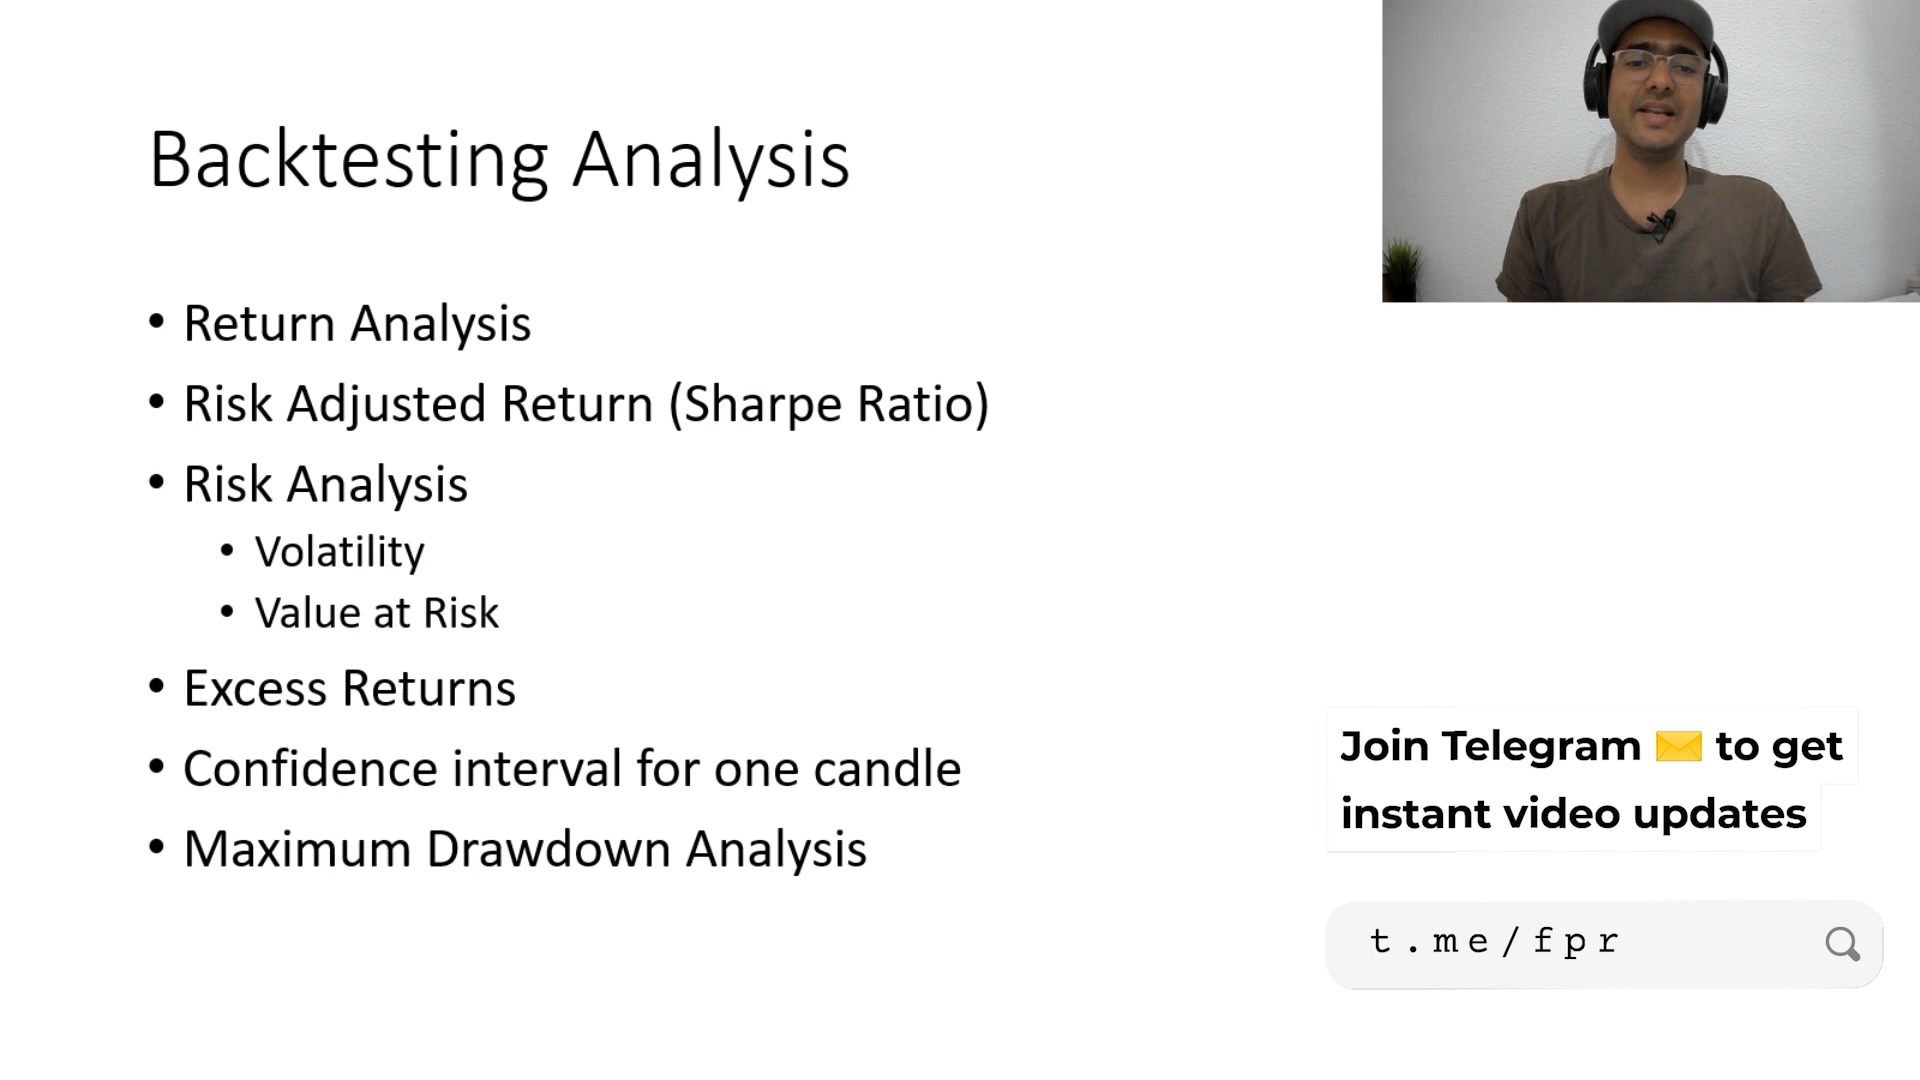 Backtesting Analysis
• Return Analysis
• Risk Adjusted Return (Sharpe Ratio)
• Risk Analysis
• Volatility
• Value at Risk
• Excess Returns
• Confidence interval for one candle
• Maximum Drawdown Analysis
Join Telegram ✉️ to get
instant video updates
t.me/fpr